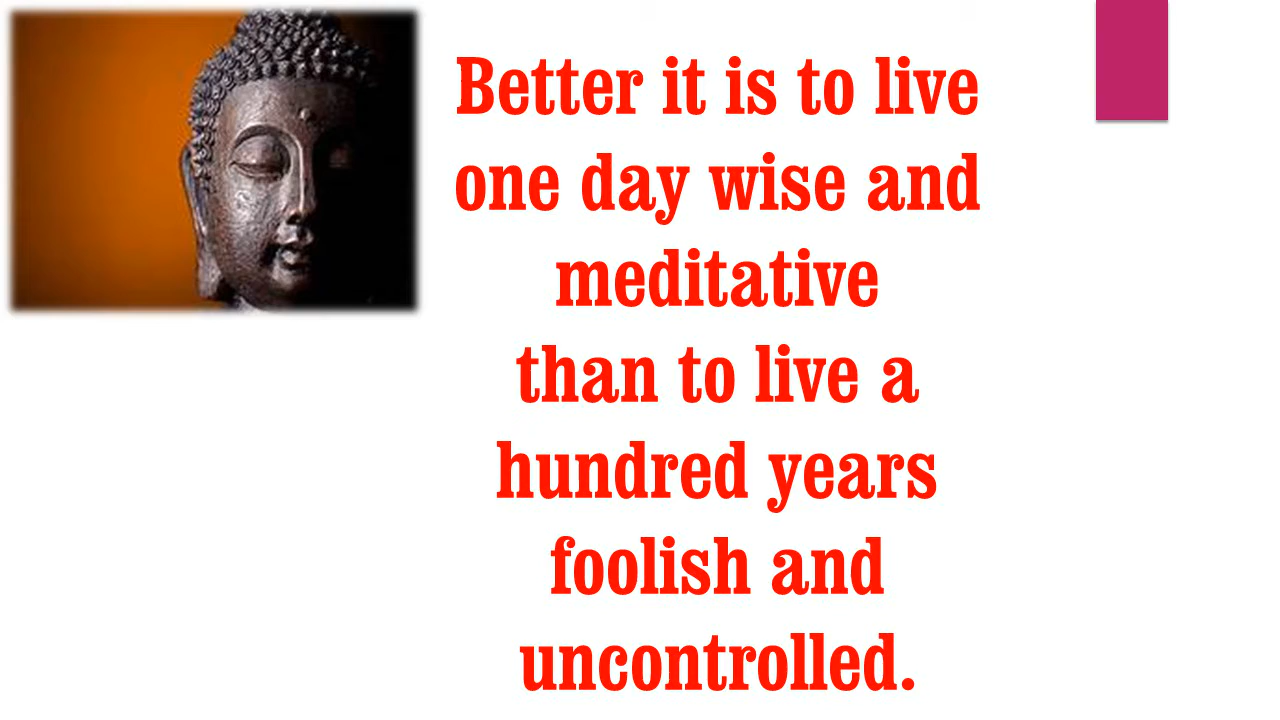 Better it is to live
one day wise and
meditative
than to live a
hundred years
foolish and
uncontrolled.